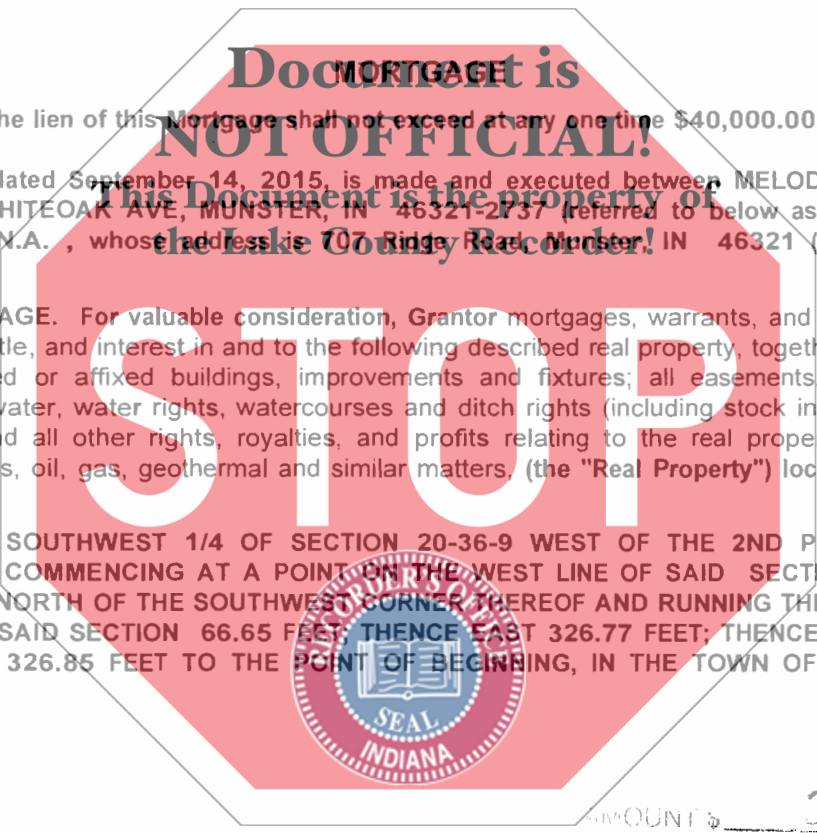 Document is
MORTGAGE
he lien of this Mortgage shall not exceed at any one time $40,000.00
NOT OFFICIAL!
lated September 14, 2015, is made and executed between MELOD
This Document is the property of
HITEOAK AVE, MUNSTER, IN 46321-2737 (referred to below as
the Lake County Recorder!
N.A. , whose address is 707 Ridge Road, Munster, IN 46321 (
AGE. For valuable consideration, Grantor mortgages, warrants, and
tle, and interest in and to the following described real property, togeth
ed or affixed buildings, improvements and fixtures; all easements,
vater, water rights, watercourses and ditch rights (including stock in
nd all other rights, royalties, and profits relating to the real prope
s, oil, gas, geothermal and similar matters, (the "Real Property") loc
STOP
SOUTHWEST 1/4 OF SECTION 20-36-9 WEST OF THE 2ND P
COMMENCING AT A POINT ON THE WEST LINE OF SAID SECTI
NORTH OF THE SOUTHWEST CORNER THEREOF AND RUNNING THE
SAID SECTION 66.65 FEET; THENCE EAST 326.77 FEET; THENCE
326.85 FEET TO THE POINT OF BEGINNING, IN THE TOWN OF
RECORDER'S OFFICE
SEAL
INDIANA
AMOUNT $